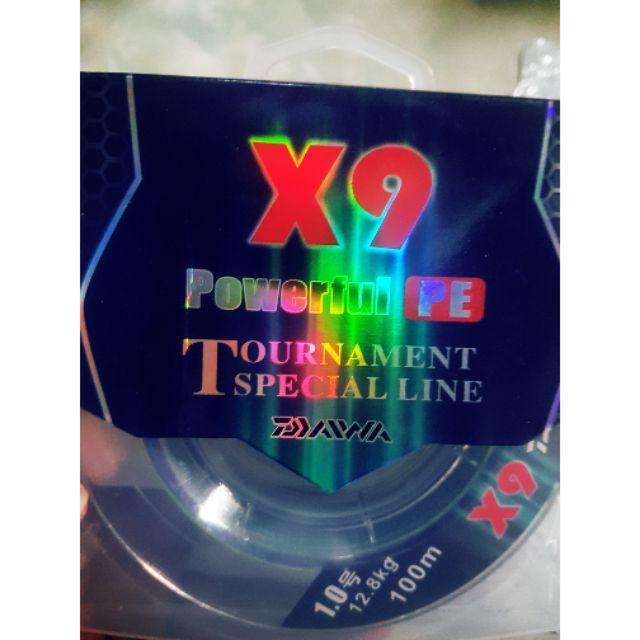 X9
Powerful PE
TOURNAMENT
SPECIAL LINE
DAIWA
X9
1.0号
12.8kg
100m